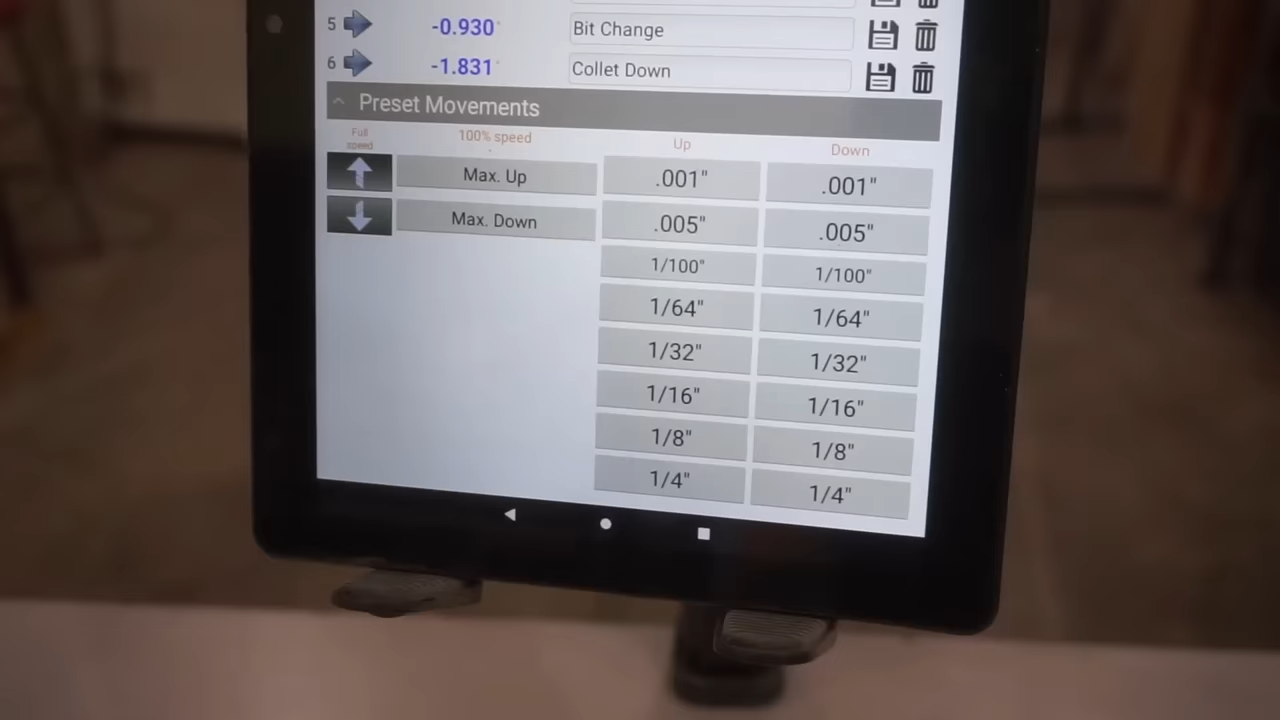 5 -0.930" Bit Change
6 -1.831" Collet Down
Preset Movements
Full speed 100% speed Up Down
Max. Up .001" .001"
Max. Down .005" .005"
1/100" 1/100"
1/64" 1/64"
1/32" 1/32"
1/16" 1/16"
1/8" 1/8"
1/4" 1/4"